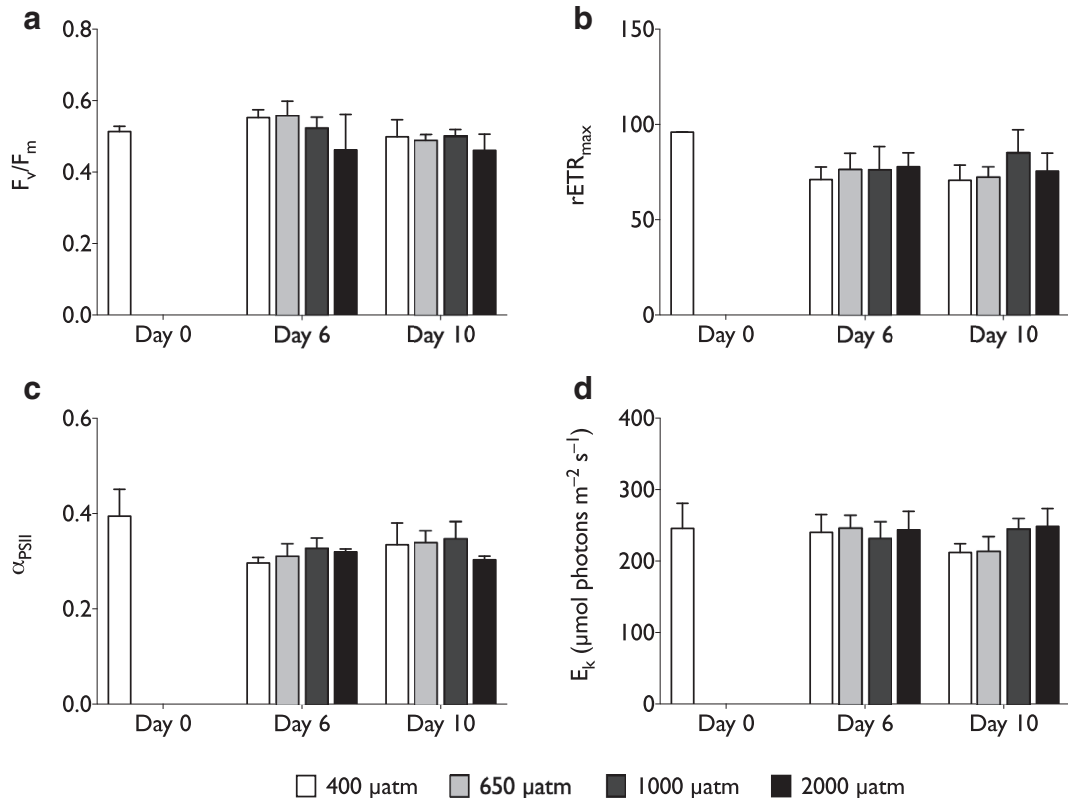 a
0.8
0.6
0.4
0.2
0.0
Fv/Fm
Day 0 Day 6 Day 10
b
150
100
50
0
rETRmax
Day 0 Day 6 Day 10
c
0.6
0.4
0.2
0.0
αPSII
Day 0 Day 6 Day 10
d
400
300
200
100
0
Ek (µmol photons m⁻² s⁻¹)
Day 0 Day 6 Day 10
400 µatm 650 µatm 1000 µatm 2000 µatm